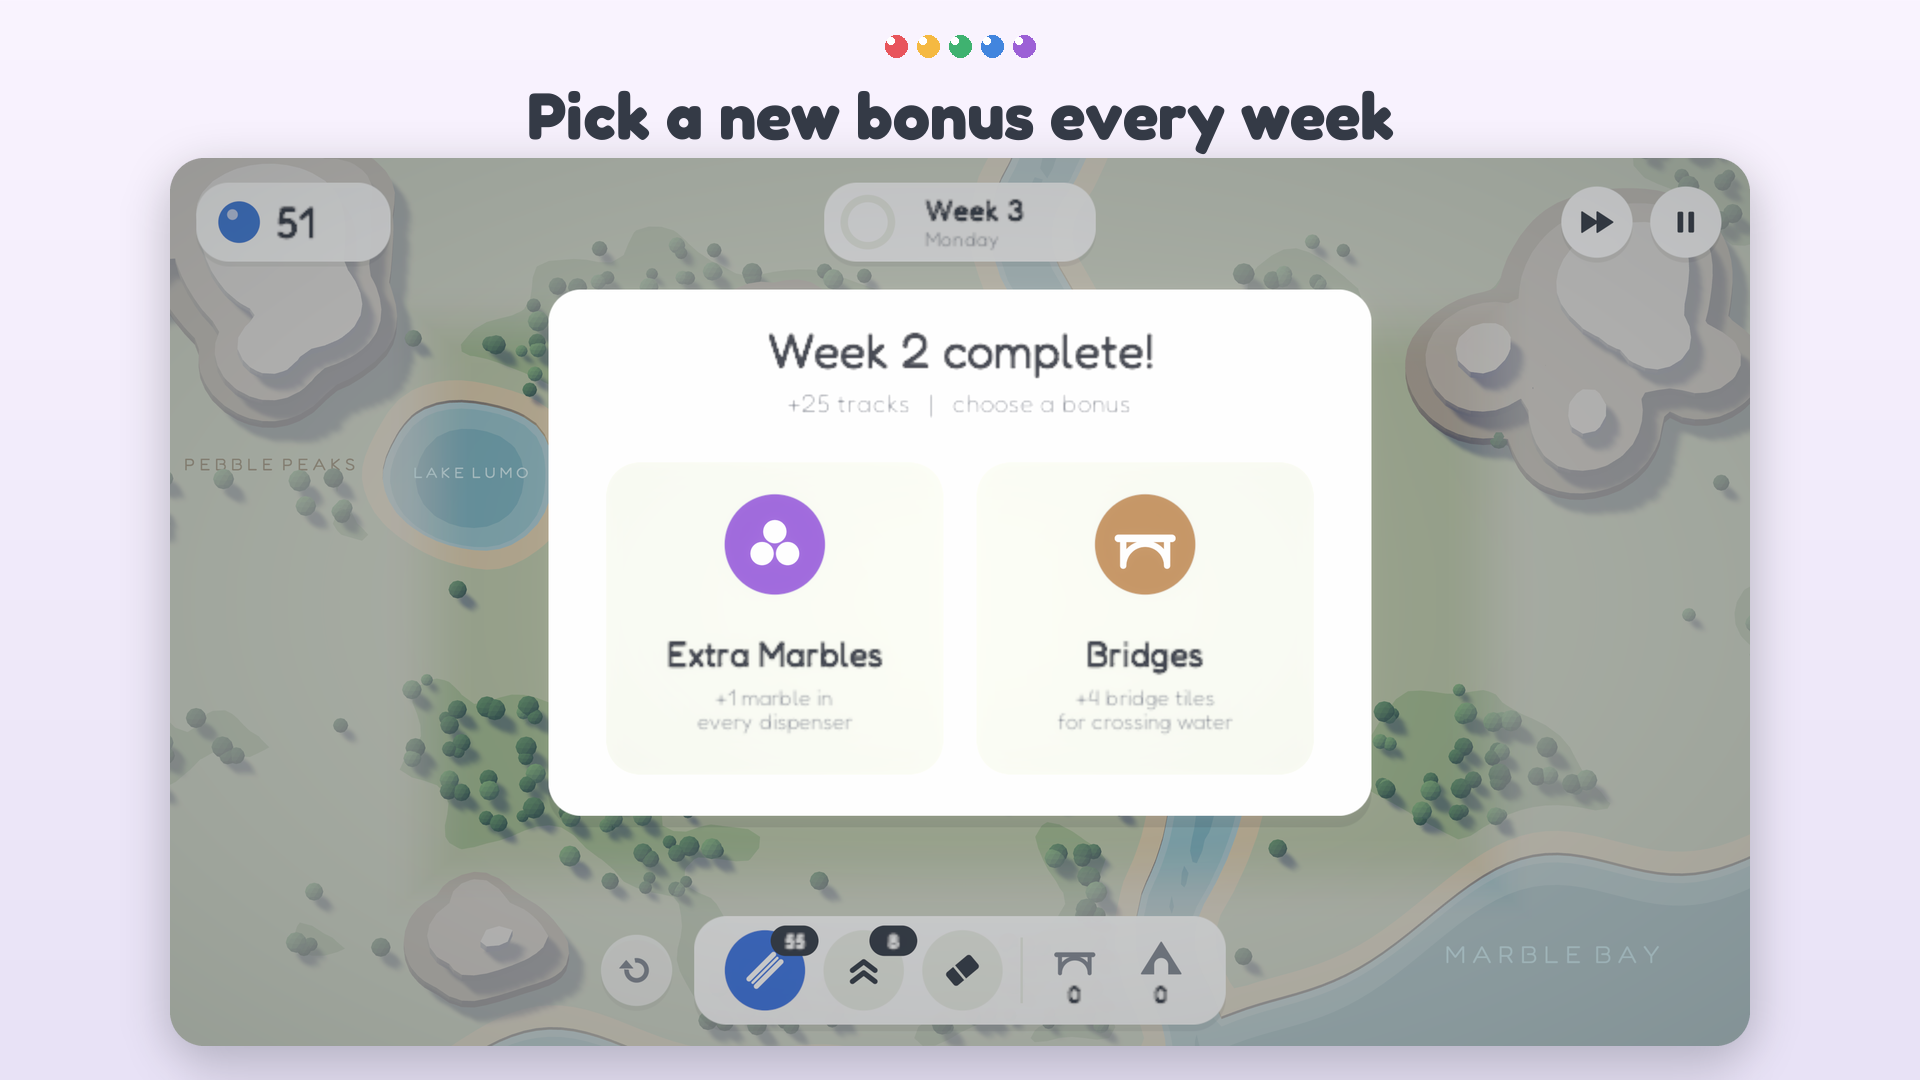 Pick a new bonus every week
51
Week 3
Monday
Week 2 complete!
+25 tracks | choose a bonus
PEBBLE PEAKS
LAKE LUMO
Extra Marbles
+1 marble in
every dispenser
Bridges
+4 bridge tiles
for crossing water
55
8
0
0
MARBLE BAY